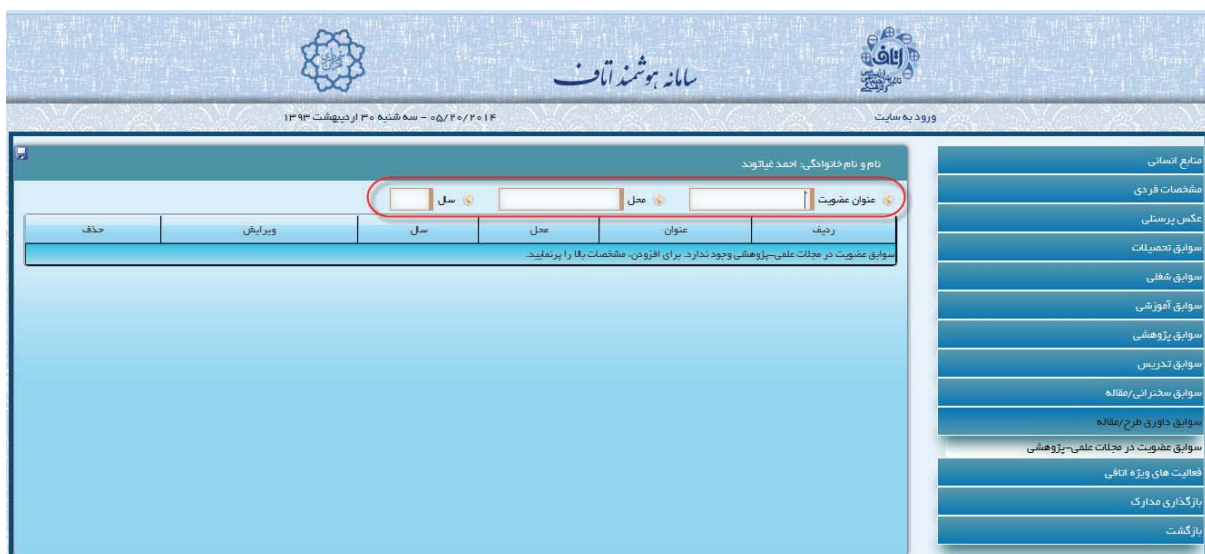 اتاف
سامانه هوشمند اتاف
ورود به سایت
۰۵/۲۰/۲۰۱۴ – سه شنبه ۳۰ اردیبهشت ۱۳۹۳
منابع انسانی
مشخصات فردی
عکس پرسنلی
سوابق تحصیلات
سوابق شغلی
سوابق آموزشی
سوابق پژوهشی
سوابق تدریس
سوابق سخنرانی/مقاله
سوابق داوری طرح/مقاله
سوابق عضویت در مجلات علمی-پژوهشی
فعالیت های ویژه اتافی
بازگذاری مدارک
بازگشت
نام و نام خانوادگی: احمد غیاثوند
عنوان عضویت محل سال
ردیف عنوان محل سال ویرایش حذف
سوابق عضویت در مجلات علمی-پژوهشی وجود ندارد. برای افزودن، مشخصات بالا را پرنمایید.